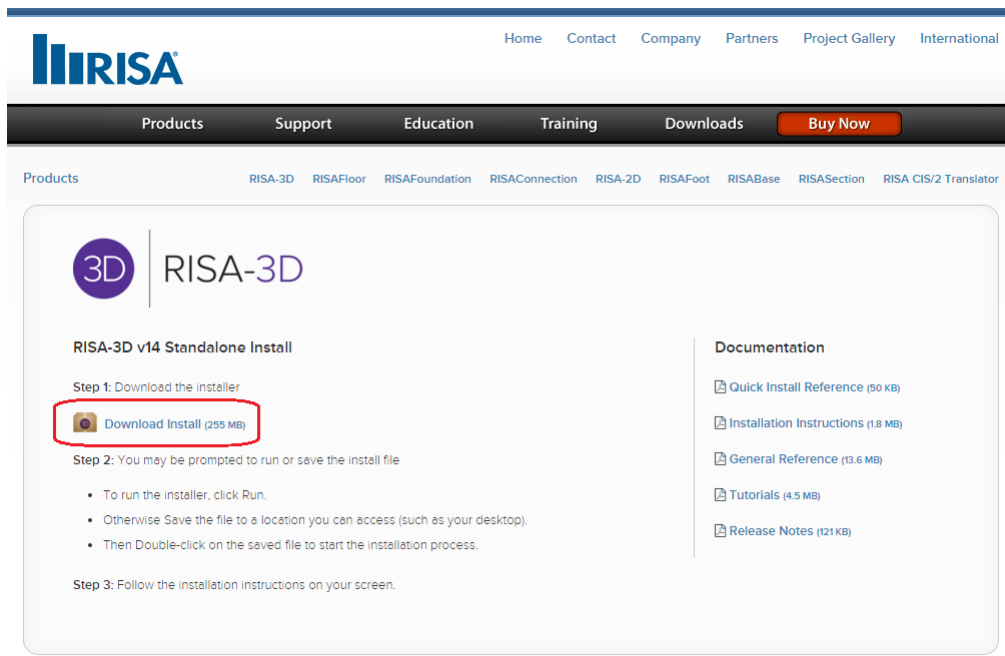 Home Contact Company Partners Project Gallery International
RISA®
Products Support Education Training Downloads Buy Now
Products RISA-3D RISAFloor RISAFoundation RISAConnection RISA-2D RISAFoot RISABase RISASection RISA CIS/2 Translator
3D RISA-3D
RISA-3D v14 Standalone Install
Step 1: Download the installer
Download Install (255 MB)
Step 2: You may be prompted to run or save the install file
• To run the installer, click Run.
• Otherwise Save the file to a location you can access (such as your desktop).
• Then Double-click on the saved file to start the installation process.
Step 3: Follow the installation instructions on your screen.
Documentation
Quick Install Reference (50 KB)
Installation Instructions (1.8 MB)
General Reference (13.6 MB)
Tutorials (4.5 MB)
Release Notes (121 KB)